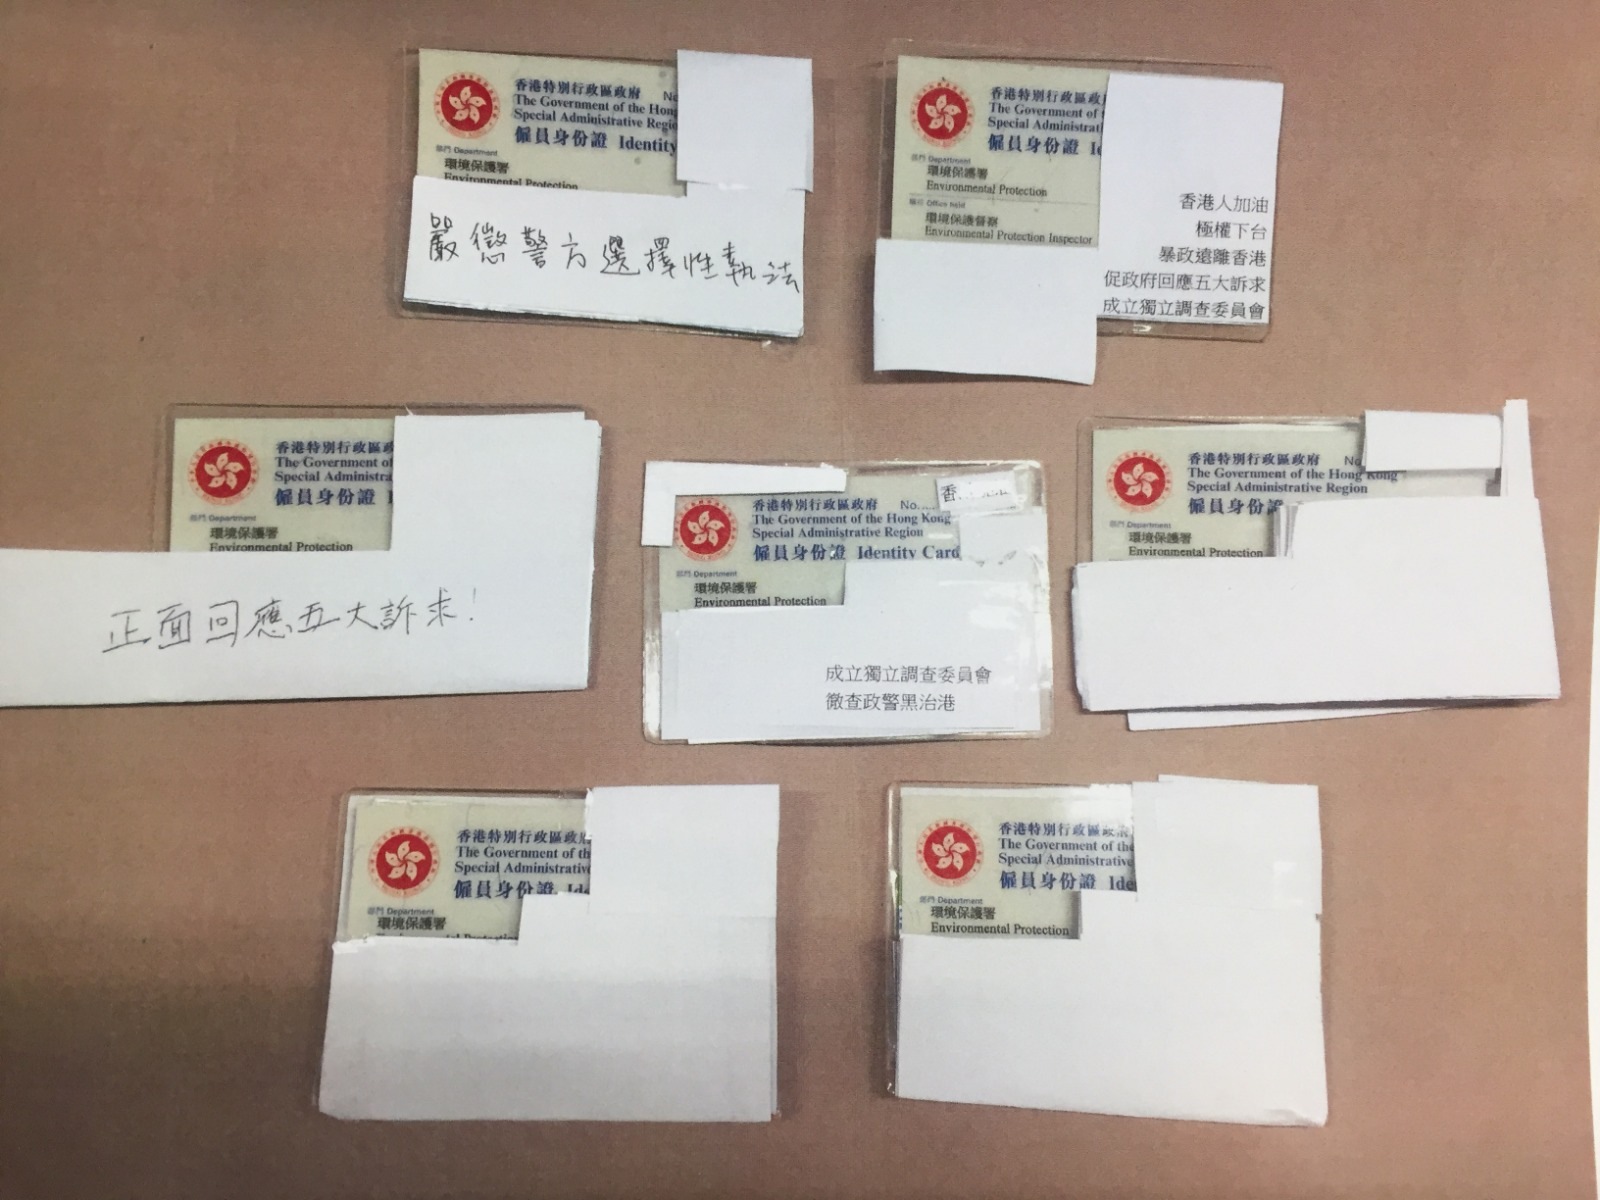 香港特別行政區政府
The Government of the Hong
Special Administrative Regio
僱員身份證 Identity
部門 Department
環境保護署
Environmental Protection
嚴懲警方選擇性執法
香港特別行政區政
The Government of
Special Administrat
僱員身份證
部門 Department
環境保護署
Environmental Protection
職位 Office held
環境保護督察
Environmental Protection Inspector
香港人加油
極權下台
暴政遠離香港
促政府回應五大訴求
成立獨立調查委員會
香港特別行政區政
The Government of
Special Administra
僱員身份證
部門 Department
環境保護署
Environmental Protection
正面回應五大訴求!
香港特別行政區政府 No.
The Government of the Hong Kong
Special Administrative Region
僱員身份證 Identity Card
部門 Department
環境保護署
Environmental Protection
香
成立獨立調查委員會
徹查政警黑治港
香港特別行政區政府 No
The Government of the Hong Kong
Special Administrative Region
僱員身份
部門 Department
環境保護署
Environmental Protection
香港特別行政區政府
The Government of th
Special Administrative
僱員身份證 Ide
部門 Department
環境保護署
香港特別行政區政府
The Government of the
Special Administrative
僱員身份證 Ide
部門 Department
環境保護署
Environmental Protection